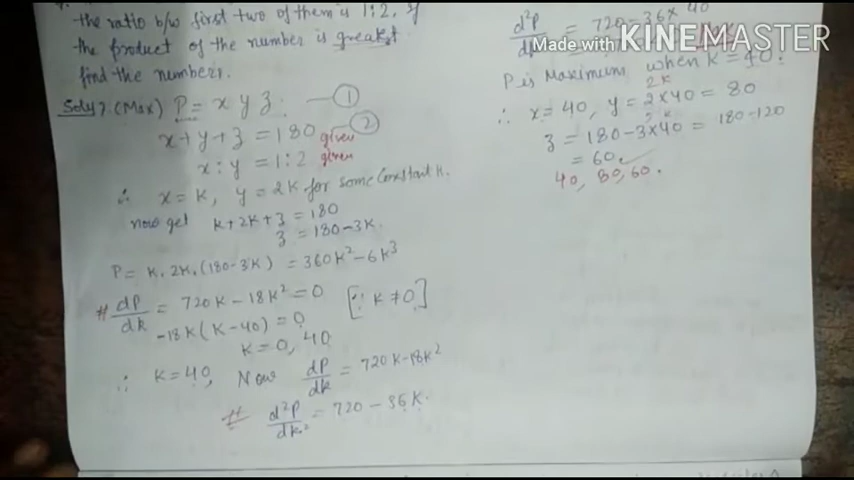 the ratio b/w first two of them is 1:2. If
the product of the number is greatest
find the numbers.
Soln? (Max) P = x y z. — ①
x+y+z = 180 given — ②
x:y = 1:2 given
∴ x = K, y = 2K for some Constant K.
now get K+2K+z = 180
z = 180-3K.
P = K. 2K. (180-3K) = 360K²-6K³
# dP/dk = 720K-18K² = 0 [∵ K ≠ 0]
-18K(K-40) = 0
K = 0, 40
∴ K = 40, Now dP/dk = 720K-18K²
# d²P/dk² = 720 - 36K.
d²P/dk² = 720-36×40
Made with KINEMASTER
P is Maximum when K = 40.
∴ x = 40, y = 2K 2×40 = 80
z = 180-3×40 = 180-120
= 60.
40, 80, 60.